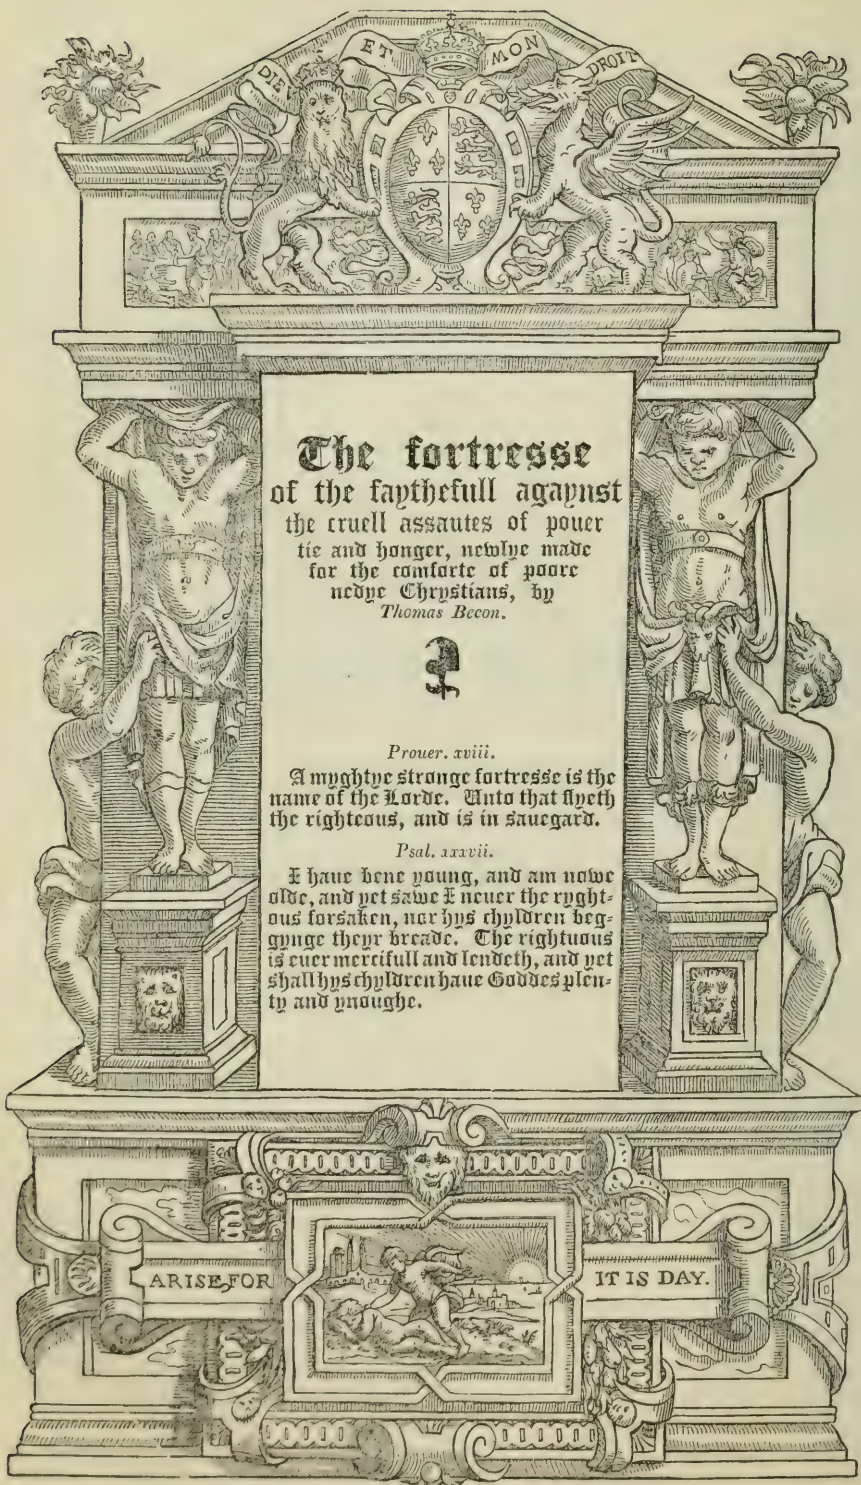 DIEV ET MON DROIT
The fortresse
of the faythefull agaynst
the cruell assautes of pouer
tie and honger, newlye made
for the comforte of poore
nedye Chrystians, by
Thomas Becon.
Prouer. xviii.
A myghtye stronge fortresse is the
name of the Lorde. Unto that flyeth
the righteous, and is in sauegard.
Psal. xxxvii.
I haue bene young, and am nowe
olde, and yet sawe I neuer the ryght-
ous forsaken, nor hys chyldren beg-
gynge theyr breade. The rightuous
is euer mercifull and lendeth, and yet
shall hys chyldren haue Goddes plen-
ty and ynoughe.
ARISE, FOR IT IS DAY.